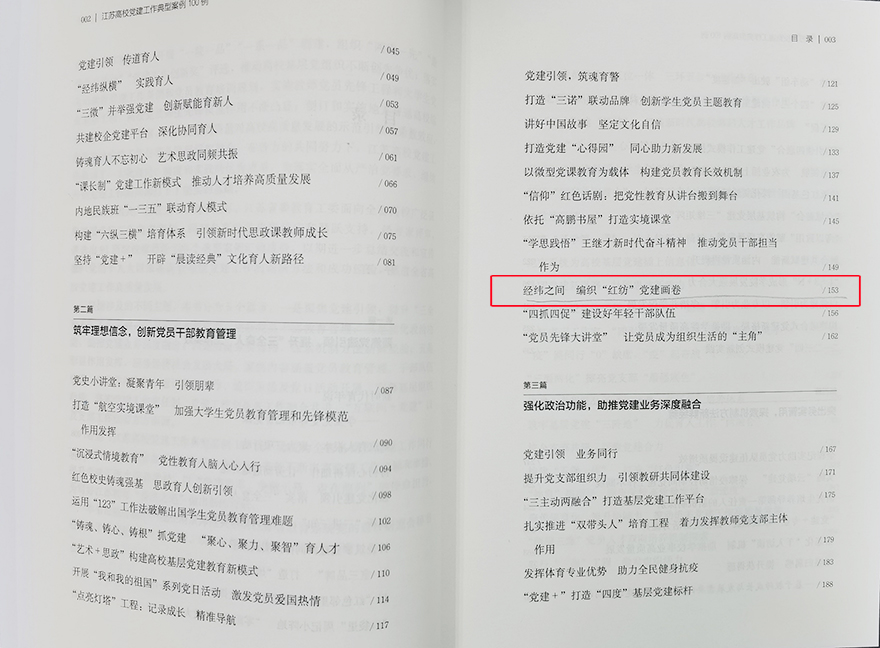 002 | 江苏高校党建工作典型案例100例
党建引领　传道育人 /045
“经纬纵横”　实践育人 /049
“三微”并举强党建　创新赋能育新人 /053
共建校企党建平台　深化协同育人 /057
铸魂育人不忘初心　艺术思政同频共振 /061
“课长制”党建工作新模式　推动人才培养高质量发展 /066
内地民族班“一三五”联动育人模式 /070
构建“六纵三横”培育体系　引领新时代思政课教师成长 /075
坚持“党建+”　开辟“晨读经典”文化育人新路径 /081
第二篇
筑牢理想信念，创新党员干部教育管理
党史小讲堂：凝聚青年　引领朋辈 /087
打造“航空实境课堂”　加强大学生党员教育管理和先锋模范
作用发挥 /090
“沉浸式情境教育”　党性教育入脑入心入行 /094
红色校史铸魂强基　思政育人创新引领 /098
运用“123”工作法破解出国学生党员教育管理难题 /102
“铸魂、铸心、铸根”抓党建　“聚心、聚力、聚智”育人才 /106
“艺术+思政”构建高校基层党建教育新模式 /110
开展“我和我的祖国”系列党日活动　激发党员爱国热情 /114
“点亮灯塔”工程：记录成长　精准导航 /117
目 录 | 003
党建引领，筑魂育警 /121
打造“三诺”联动品牌　创新学生党员主题教育 /125
讲好中国故事　坚定文化自信 /129
打造党建“心得园”　同心助力新发展 /133
以微型党课教育为载体　构建党员教育长效机制 /137
“信仰”红色话剧：把党性教育从讲台搬到舞台 /141
依托“高鹏书屋”打造实境课堂 /145
“学思践悟”王继才新时代奋斗精神　推动党员干部担当
作为 /149
经纬之间　编织“红纺”党建画卷 /153
“四抓四促”建设好年轻干部队伍 /156
“党员先锋大讲堂”　让党员成为组织生活的“主角” /162
第三篇
强化政治功能，助推党建业务深度融合
党建引领　业务同行 /167
提升党支部组织力　引领教研共同体建设 /171
“三主动两融合”打造基层党建工作平台 /175
扎实推进“双带头人”培育工程　着力发挥教师党支部主体
作用 /179
发挥体育专业优势　助力全民健身抗疫 /183
“党建+”打造“四度”基层党建标杆 /188